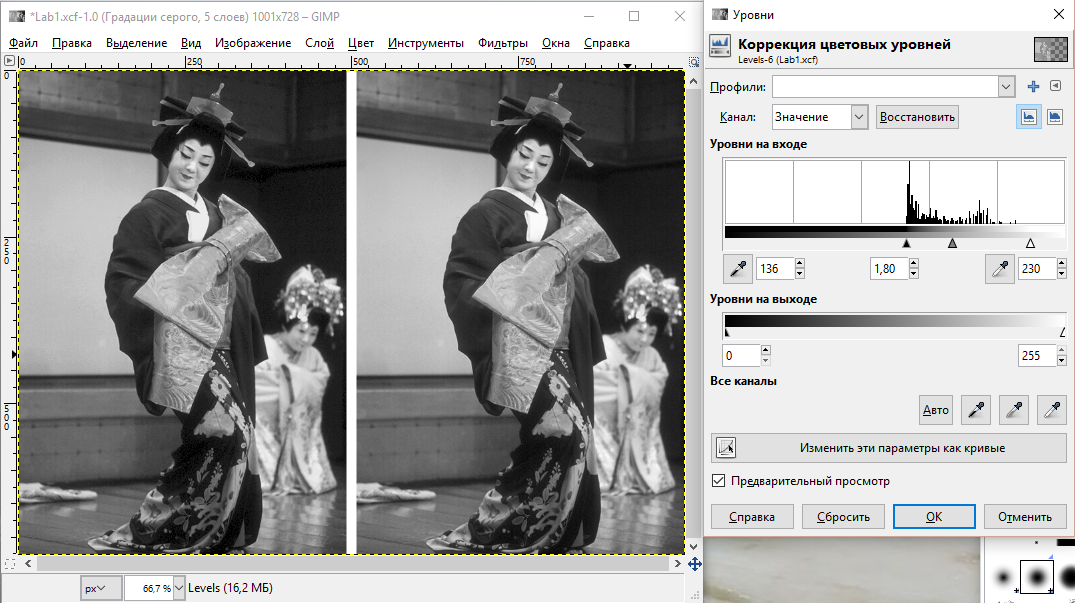 *Lab1.xcf-1.0 (Градации серого, 5 слоев) 1001x728 – GIMP
Файл Правка Выделение Вид Изображение Слой Цвет Инструменты Фильтры Окна Справка
0 250 500 750
0
250
500
px 66,7 % Levels (16,2 МБ)
Уровни
Коррекция цветовых уровней
Levels-6 (Lab1.xcf)
Профили:
Канал: Значение Восстановить
Уровни на входе
136 1,80 230
Уровни на выходе
0 255
Все каналы
Авто
Изменить эти параметры как кривые
Предварительный просмотр
Справка Сбросить OK Отменить